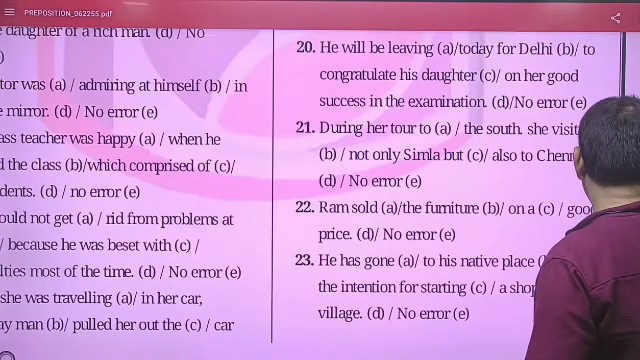 PREPOSITION_062255.pdf
daughter of a rich man. (d) / No
)
tor was (a) / admiring at himself (b) / in
mirror. (d) / No error (e)
ass teacher was happy (a) / when he
d the class (b)/which comprised of (c)/
dents. (d) / no error (e)
ould not get (a) / rid from problems at
/ because he was beset with (c) /
lties most of the time. (d) / No error (e)
she was travelling (a)/ in her car,
ay man (b)/ pulled her out the (c) / car
20. He will be leaving (a)/today for Delhi (b)/ to
congratulate his daughter (c)/ on her good
success in the examination. (d)/No error (e)
21. During her tour to (a) / the south. she visit
(b) / not only Simla but (c)/ also to Chenn
(d) / No error (e)
22. Ram sold (a)/the furniture (b)/ on a (c) / goo
price. (d)/ No error (e)
23. He has gone (a)/ to his native place
the intention for starting (c) / a shop
village. (d) / No error (e)